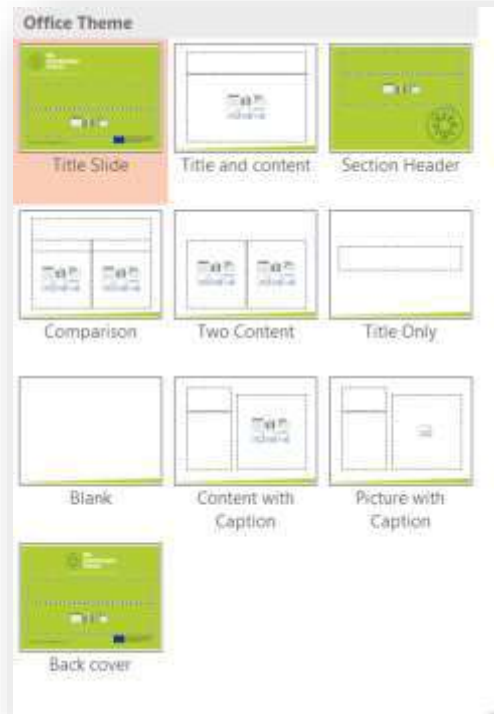 Office Theme
Title Slide
Title and content
Section Header
Comparison
Two Content
Title Only
Blank
Content with
Caption
Picture with
Caption
Back cover